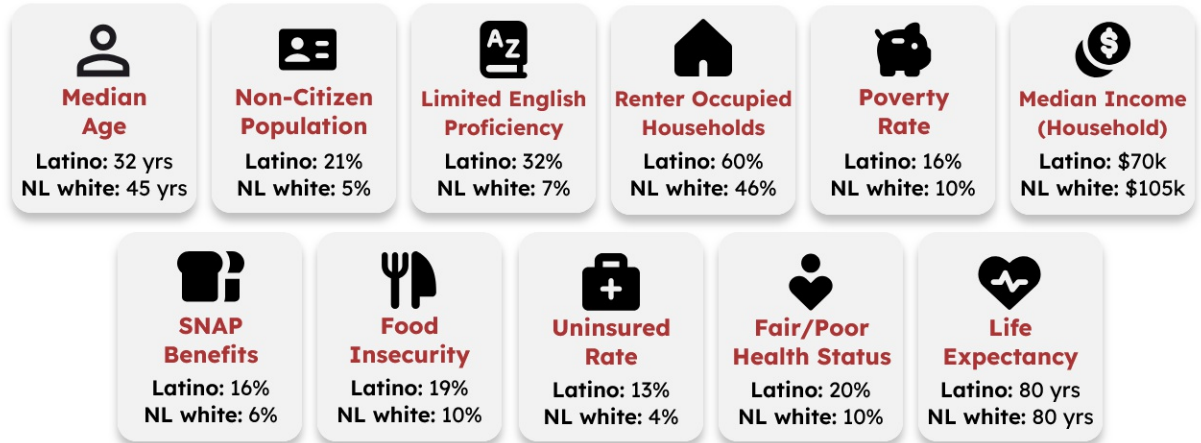 Median
Age
Latino: 32 yrs
NL white: 45 yrs
Non-Citizen
Population
Latino: 21%
NL white: 5%
A Z
Limited English
Proficiency
Latino: 32%
NL white: 7%
Renter Occupied
Households
Latino: 60%
NL white: 46%
Poverty
Rate
Latino: 16%
NL white: 10%
$
Median Income
(Household)
Latino: $70k
NL white: $105k
SNAP
Benefits
Latino: 16%
NL white: 6%
Food
Insecurity
Latino: 19%
NL white: 10%
Uninsured
Rate
Latino: 13%
NL white: 4%
Fair/Poor
Health Status
Latino: 20%
NL white: 10%
Life
Expectancy
Latino: 80 yrs
NL white: 80 yrs